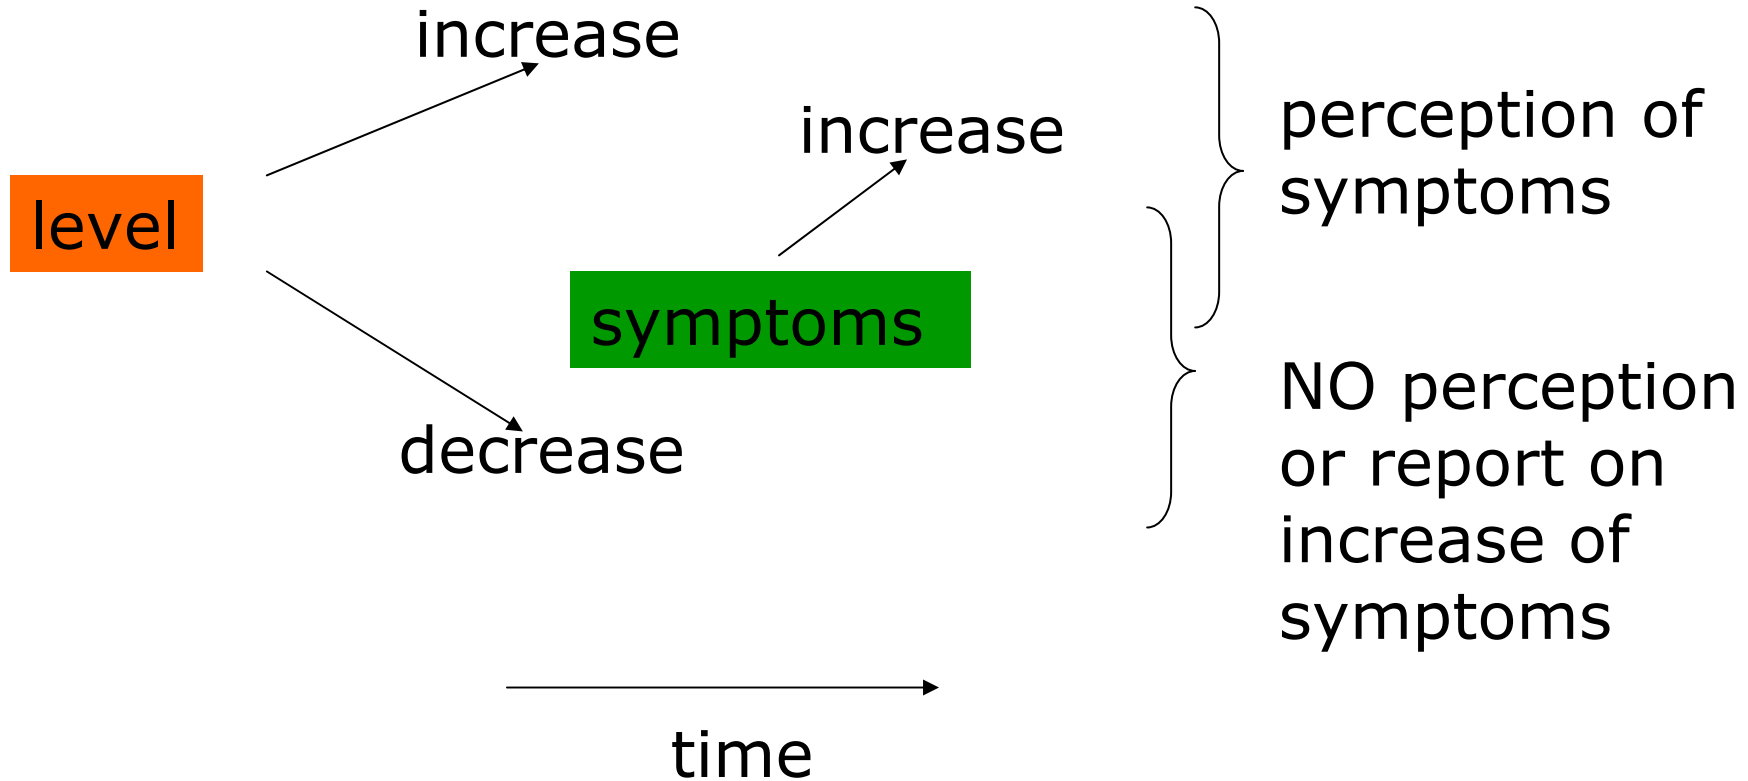 increase
increase
level
symptoms
decrease
time
perception of
symptoms
NO perception
or report on
increase of
symptoms